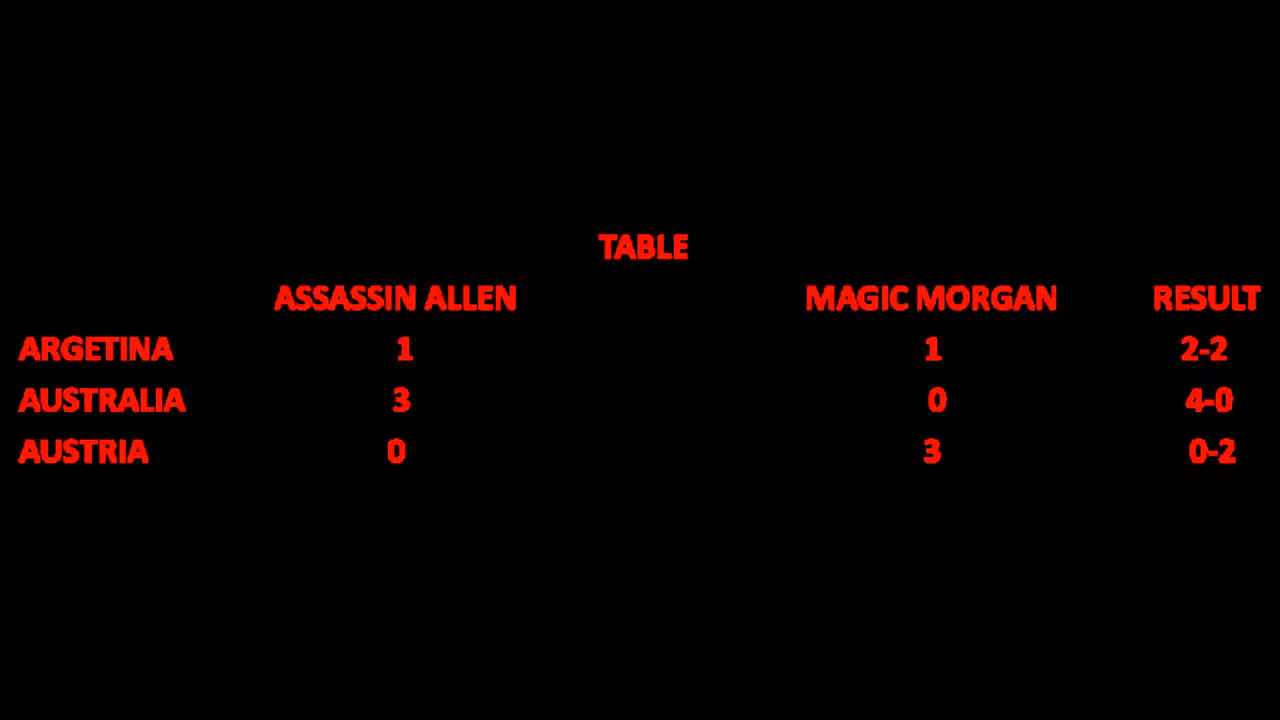 TABLE
ASSASSIN ALLEN MAGIC MORGAN RESULT
ARGETINA 1 1 2-2
AUSTRALIA 3 0 4-0
AUSTRIA 0 3 0-2